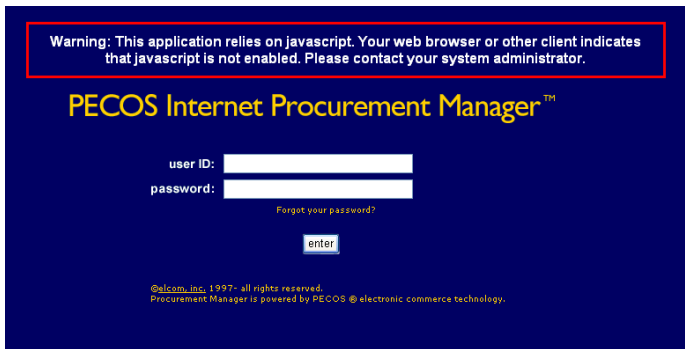 Warning: This application relies on javascript. Your web browser or other client indicates
that javascript is not enabled. Please contact your system administrator.
PECOS Internet Procurement Manager™
user ID:
password:
Forgot your password?
enter
©elcom, inc. 1997- all rights reserved.
Procurement Manager is powered by PECOS ® electronic commerce technology.